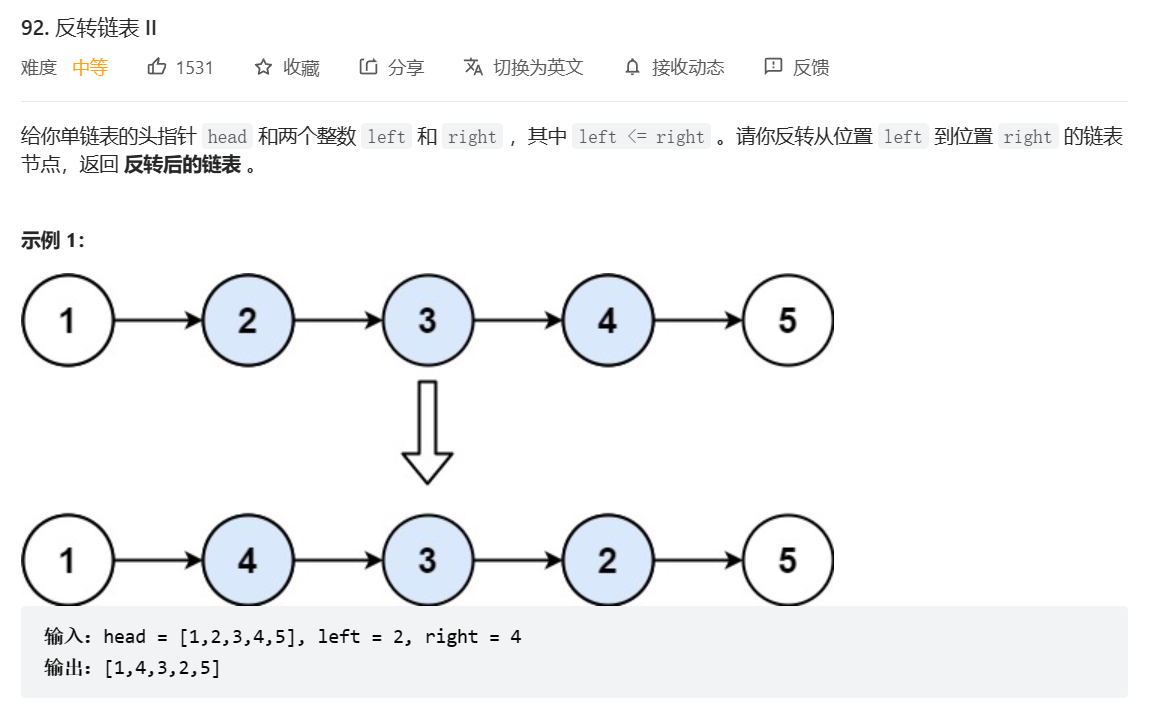 92. 反转链表 II
难度 中等 1531 收藏 分享 切换为英文 接收动态 反馈
给你单链表的头指针 head 和两个整数 left 和 right ，其中 left <= right 。请你反转从位置 left 到位置 right 的链表
节点，返回 反转后的链表 。
示例 1：
1 2 3 4 5
1 4 3 2 5
输入：head = [1,2,3,4,5], left = 2, right = 4
输出：[1,4,3,2,5]